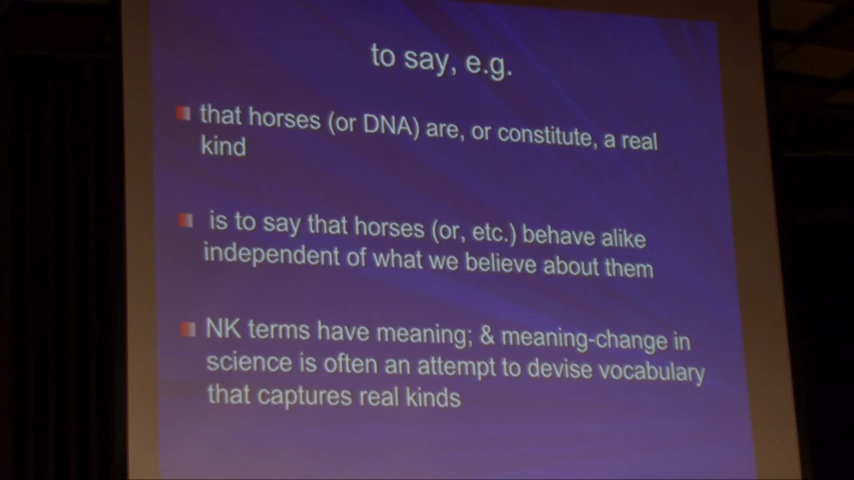 to say, e.g.
that horses (or DNA) are, or constitute, a real
kind
is to say that horses (or, etc.) behave alike
independent of what we believe about them
NK terms have meaning; & meaning-change in
science is often an attempt to devise vocabulary
that captures real kinds